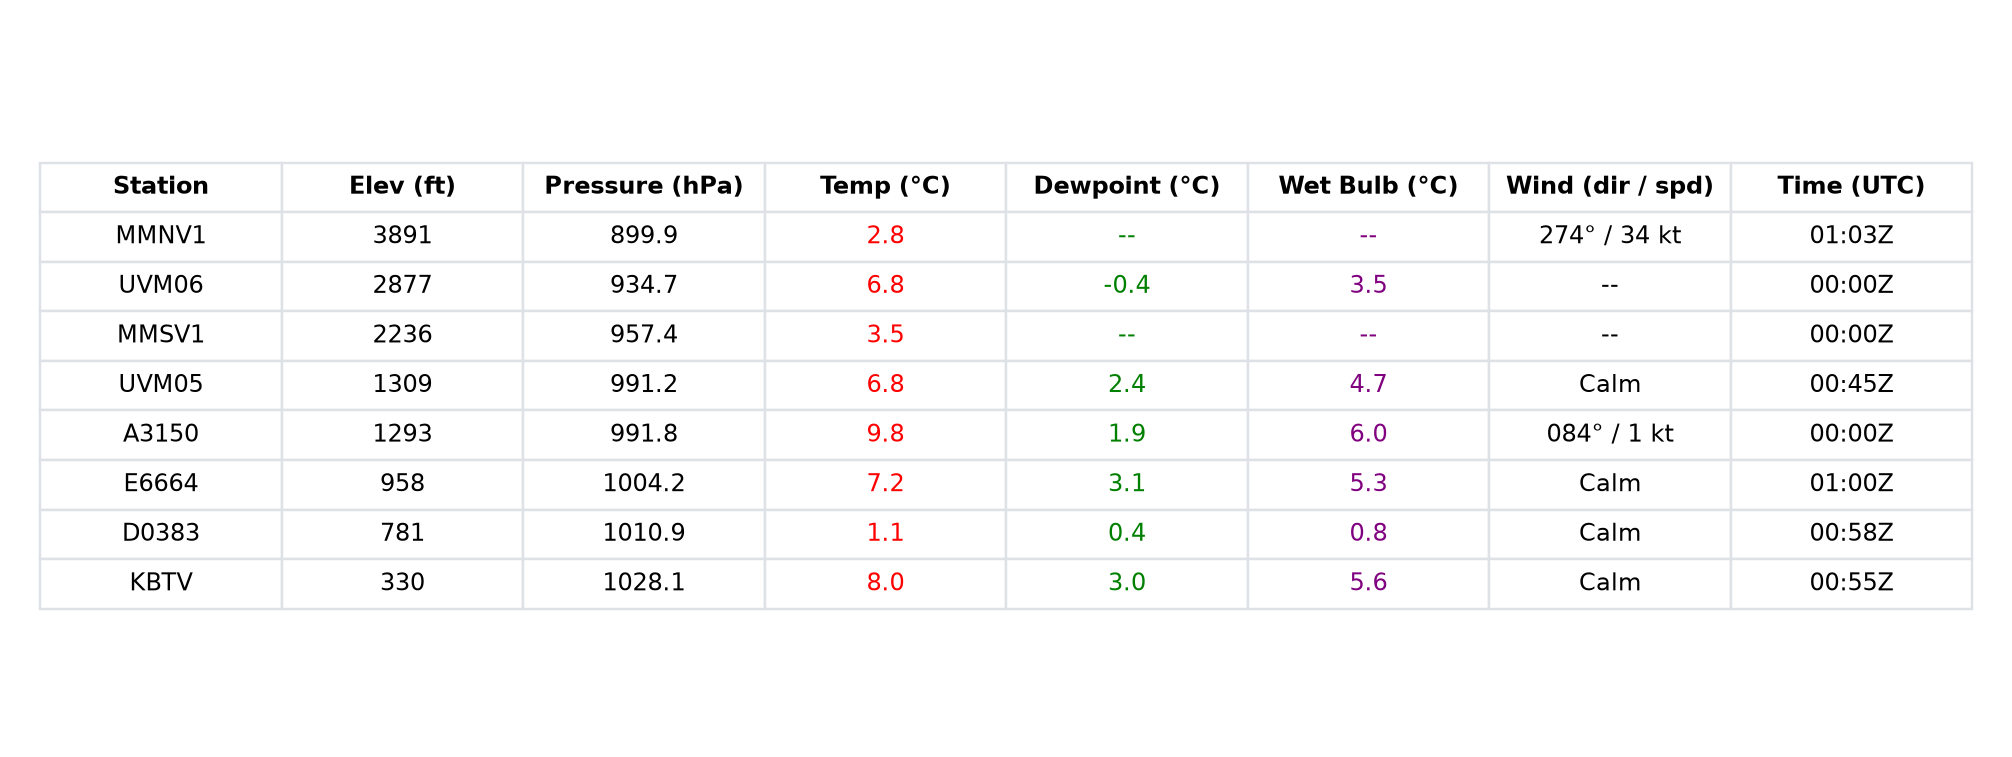 Station Elev (ft) Pressure (hPa) Temp (°C) Dewpoint (°C) Wet Bulb (°C) Wind (dir / spd) Time (UTC)
MMNV1 3891 899.9 2.8 -- -- 274° / 34 kt 01:03Z
UVM06 2877 934.7 6.8 -0.4 3.5 -- 00:00Z
MMSV1 2236 957.4 3.5 -- -- -- 00:00Z
UVM05 1309 991.2 6.8 2.4 4.7 Calm 00:45Z
A3150 1293 991.8 9.8 1.9 6.0 084° / 1 kt 00:00Z
E6664 958 1004.2 7.2 3.1 5.3 Calm 01:00Z
D0383 781 1010.9 1.1 0.4 0.8 Calm 00:58Z
KBTV 330 1028.1 8.0 3.0 5.6 Calm 00:55Z